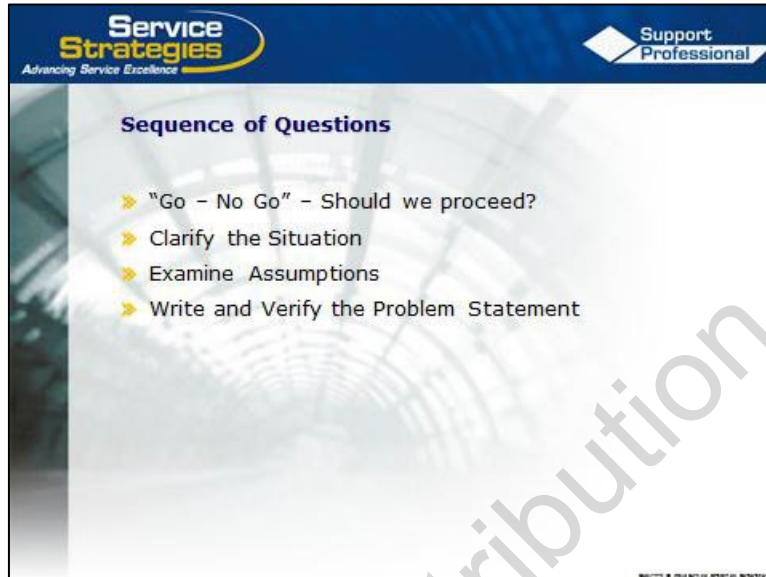 Service
Strategies
Advancing Service Excellence
Support
Professional
Sequence of Questions
» “Go – No Go” – Should we proceed?
» Clarify the Situation
» Examine Assumptions
» Write and Verify the Problem Statement